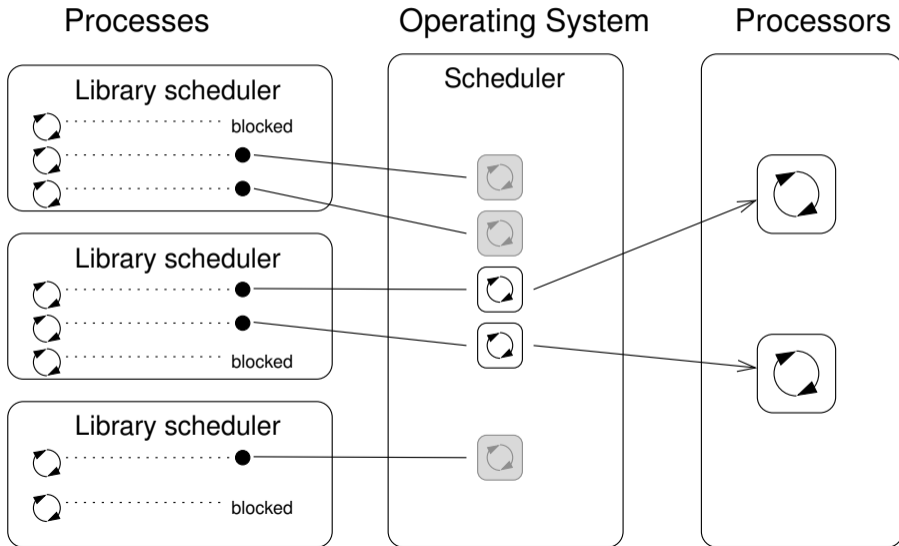 Processes
Operating System
Processors
Library scheduler
blocked
Scheduler
Library scheduler
blocked
Library scheduler
blocked